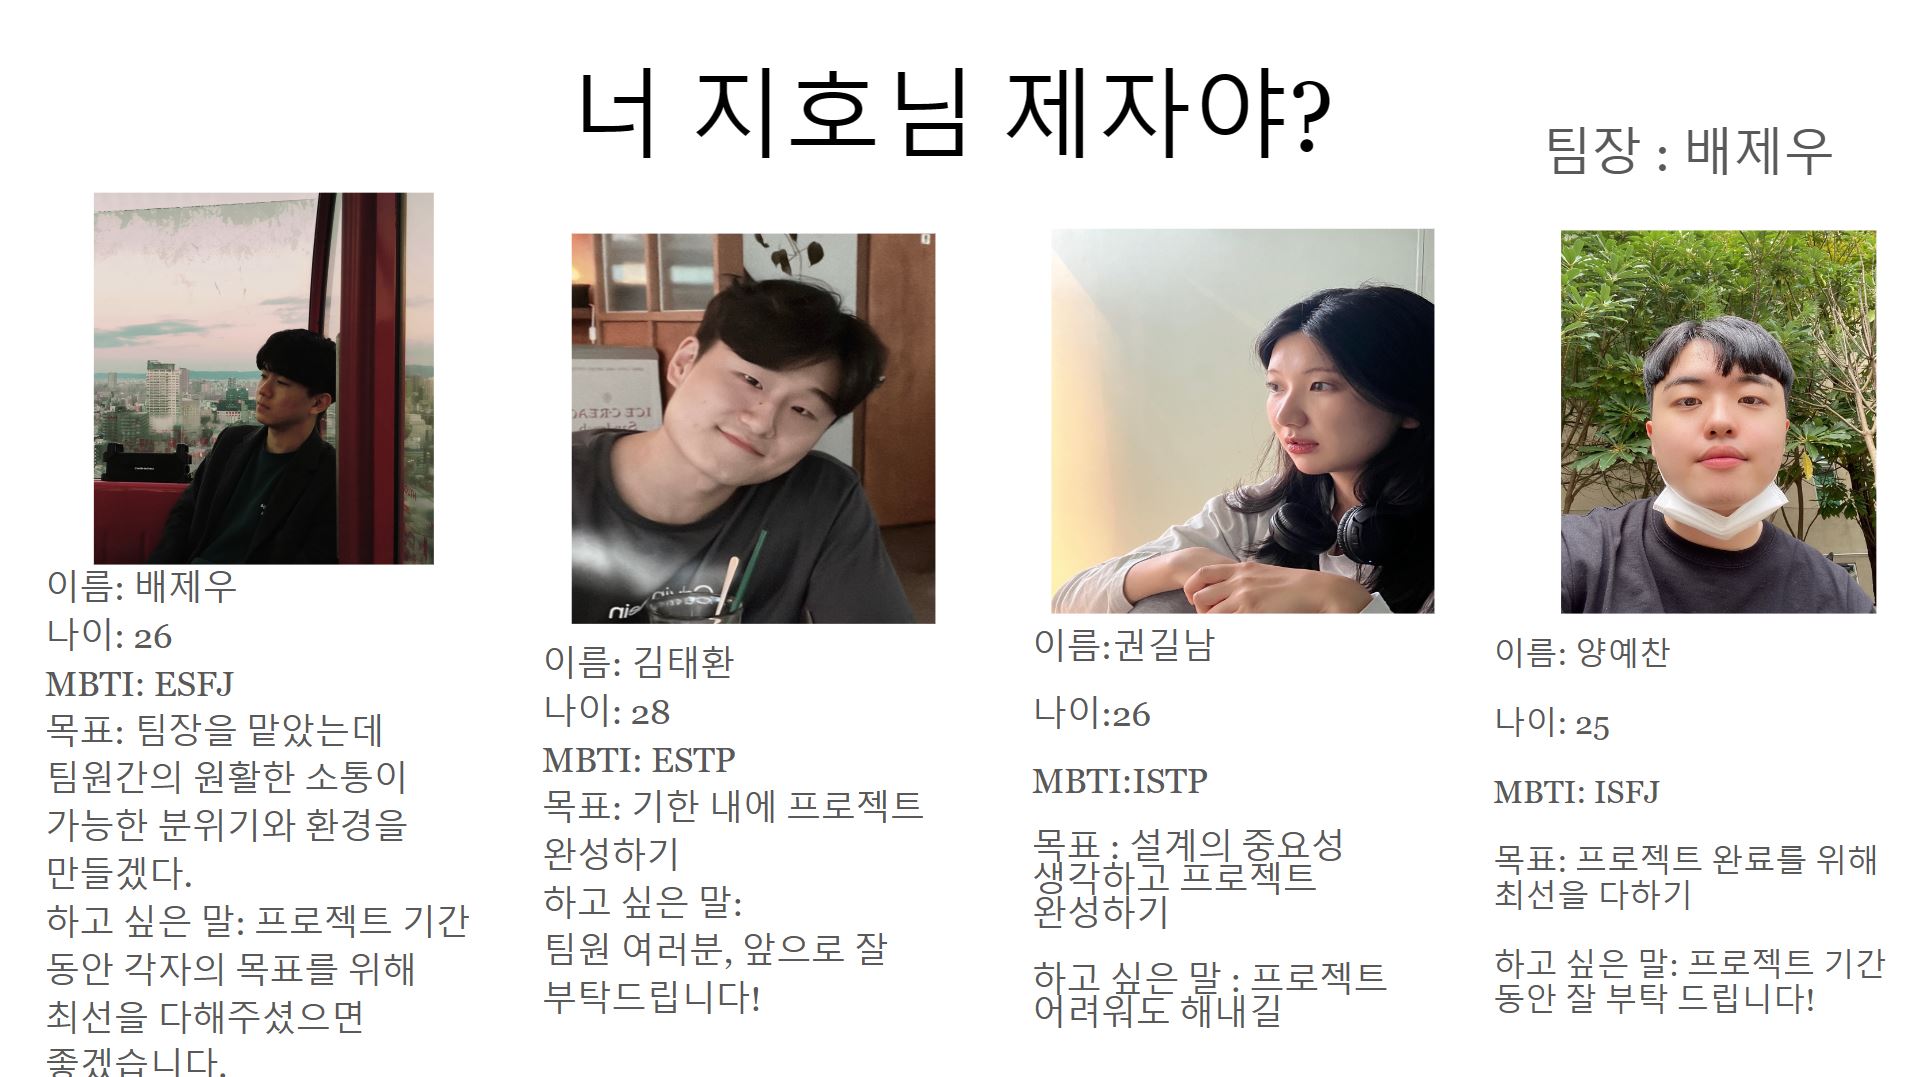 너 지호님 제자야?
팀장 : 배제우
이름: 배제우
나이: 26
MBTI: ESFJ
목표: 팀장을 맡았는데
팀원간의 원활한 소통이
가능한 분위기와 환경을
만들겠다.
하고 싶은 말: 프로젝트 기간
동안 각자의 목표를 위해
최선을 다해주셨으면
좋겠습니다.
이름: 김태환
나이: 28
MBTI: ESTP
목표: 기한 내에 프로젝트
완성하기
하고 싶은 말:
팀원 여러분, 앞으로 잘
부탁드립니다!
이름:권길남
나이:26
MBTI:ISTP
목표 : 설계의 중요성
생각하고 프로젝트
완성하기
하고 싶은 말 : 프로젝트
어려워도 해내길
이름: 양예찬
나이: 25
MBTI: ISFJ
목표: 프로젝트 완료를 위해
최선을 다하기
하고 싶은 말: 프로젝트 기간
동안 잘 부탁 드립니다!